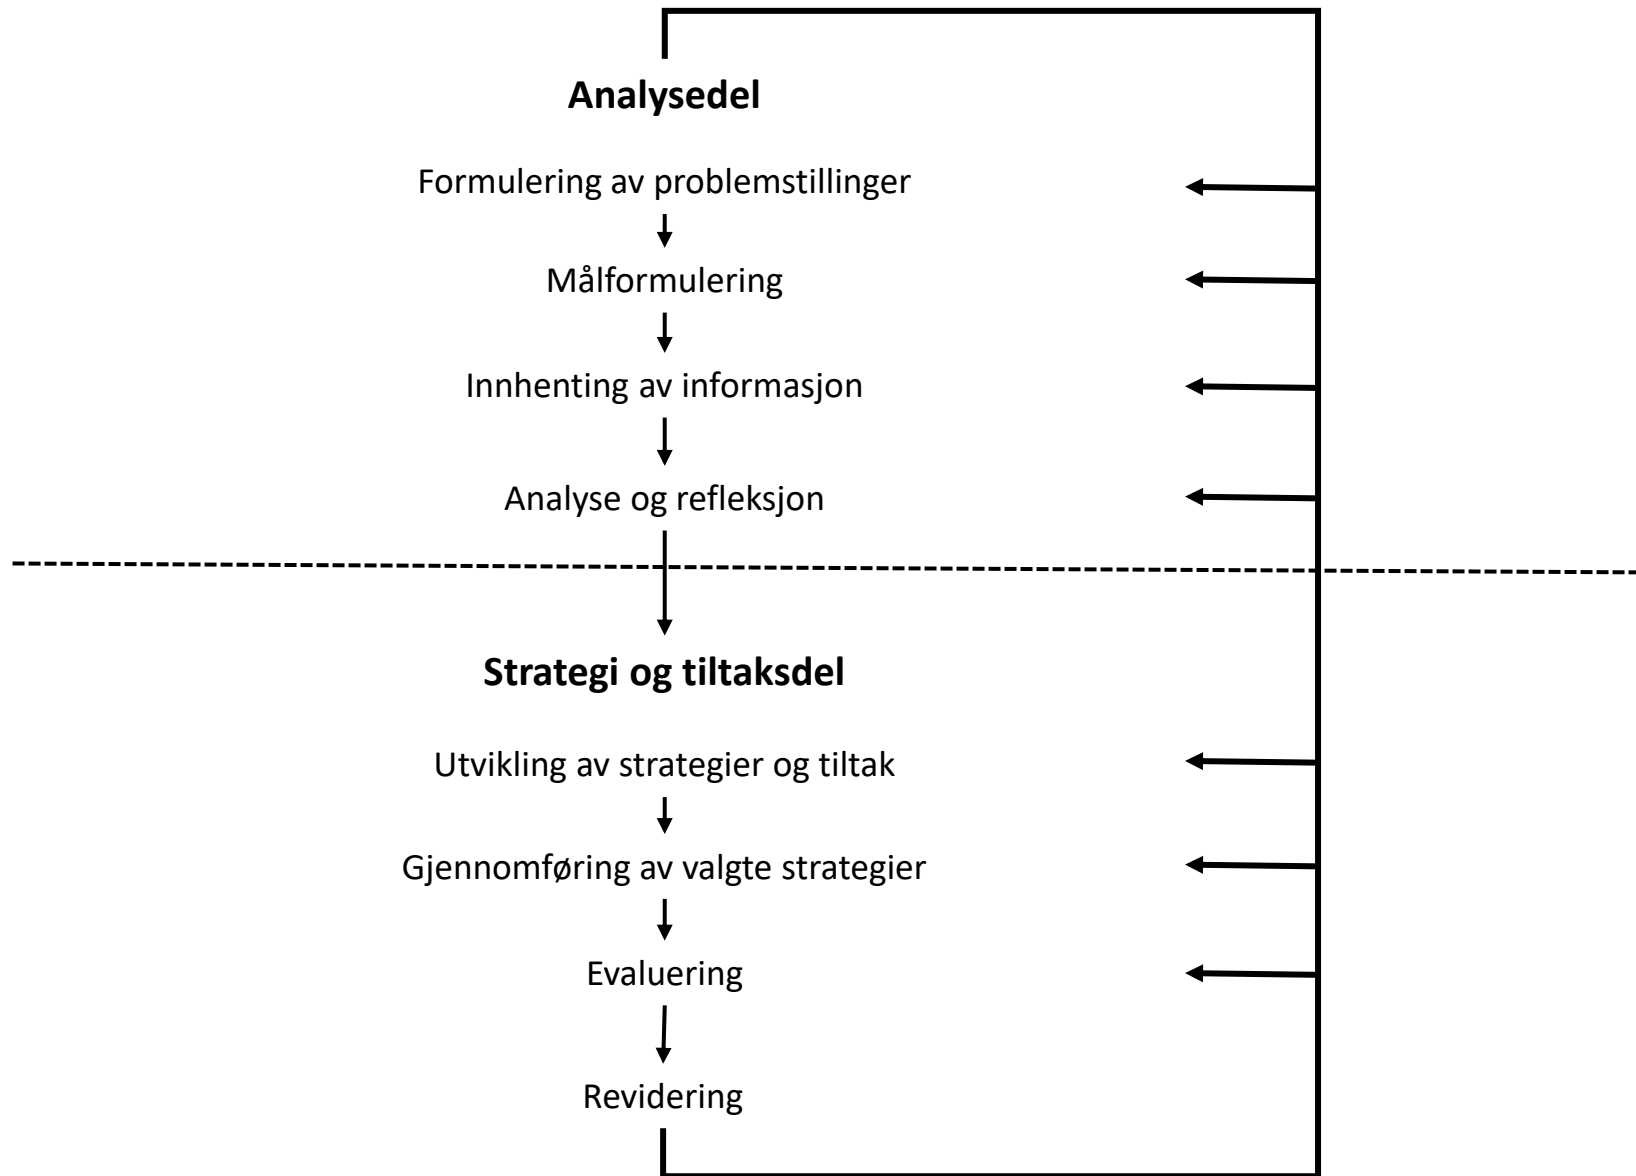 Analysedel
Formulering av problemstillinger
Målformulering
Innhenting av informasjon
Analyse og refleksjon
Strategi og tiltaksdel
Utvikling av strategier og tiltak
Gjennomføring av valgte strategier
Evaluering
Revidering